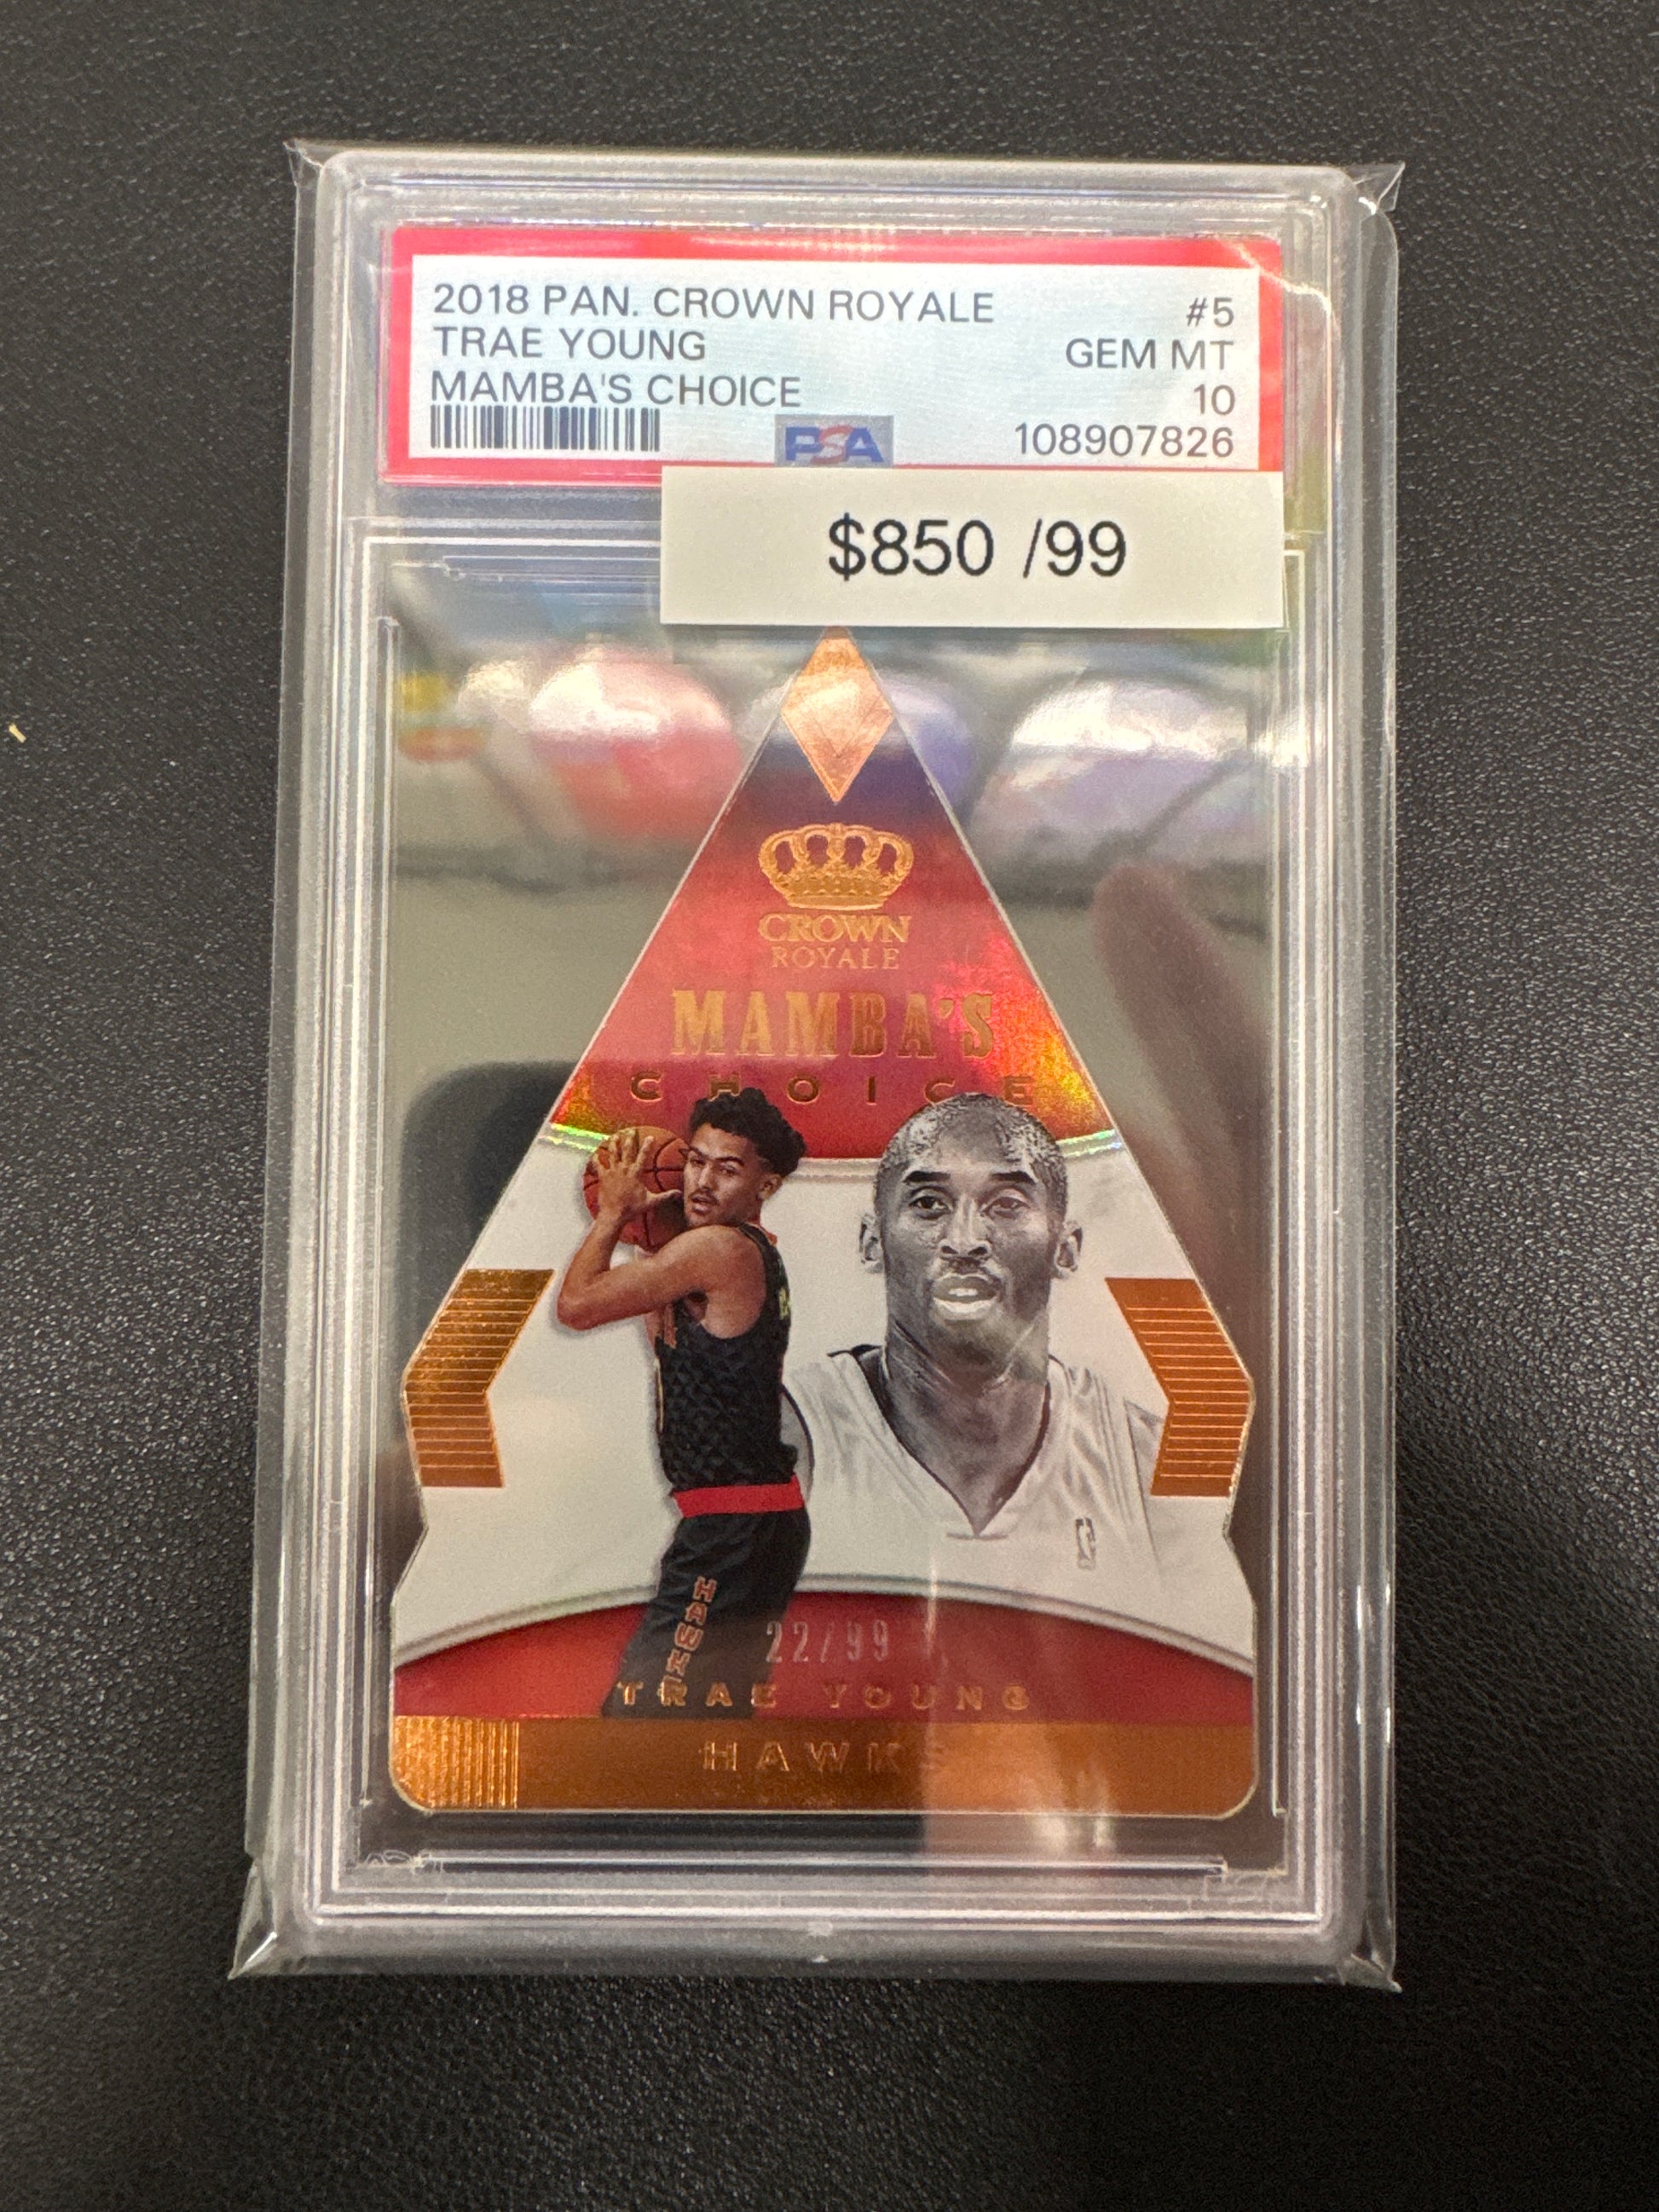 2018 PAN. CROWN ROYALE #5
TRAE YOUNG GEM MT
MAMBA'S CHOICE 10
PSA 108907826
$850 /99
CROWN
ROYALE
MAMBA'S
CHOICE
HAWKS
22/99
TRAE YOUNG
HAWKS